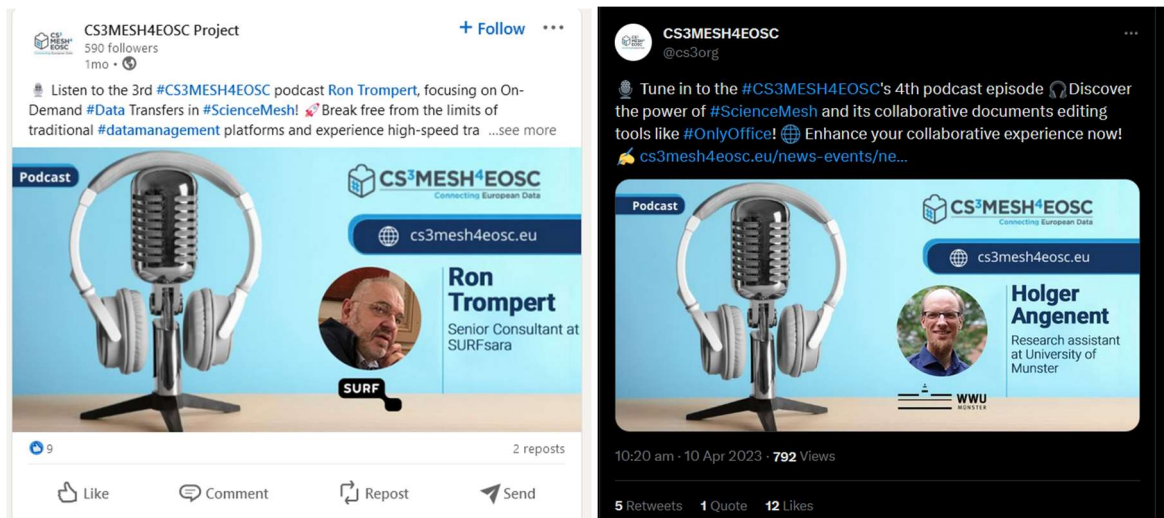 CS3MESH4EOSC Project
590 followers
1mo •
+ Follow •••
Listen to the 3rd #CS3MESH4EOSC podcast Ron Trompert, focusing on On-
Demand #Data Transfers in #ScienceMesh! 🚀Break free from the limits of
traditional #datamanagement platforms and experience high-speed tra ...see more
Podcast
CS³MESH⁴EOSC
Connecting European Data
cs3mesh4eosc.eu
Ron
Trompert
Senior Consultant at
SURFsara
SURF
9
2 reposts
Like
Comment
Repost
Send
CS3MESH4EOSC
@cs3org
🎙️ Tune in to the #CS3MESH4EOSC's 4th podcast episode 🎧Discover
the power of #ScienceMesh and its collaborative documents editing
tools like #OnlyOffice! 🌐 Enhance your collaborative experience now!
✍️ cs3mesh4eosc.eu/news-events/ne...
Podcast
CS³MESH⁴EOSC
Connecting European Data
cs3mesh4eosc.eu
Holger
Angenent
Research assistant
at University of
Munster
WWU
MÜNSTER
10:20 am · 10 Apr 2023 · 792 Views
5 Retweets 1 Quote 12 Likes